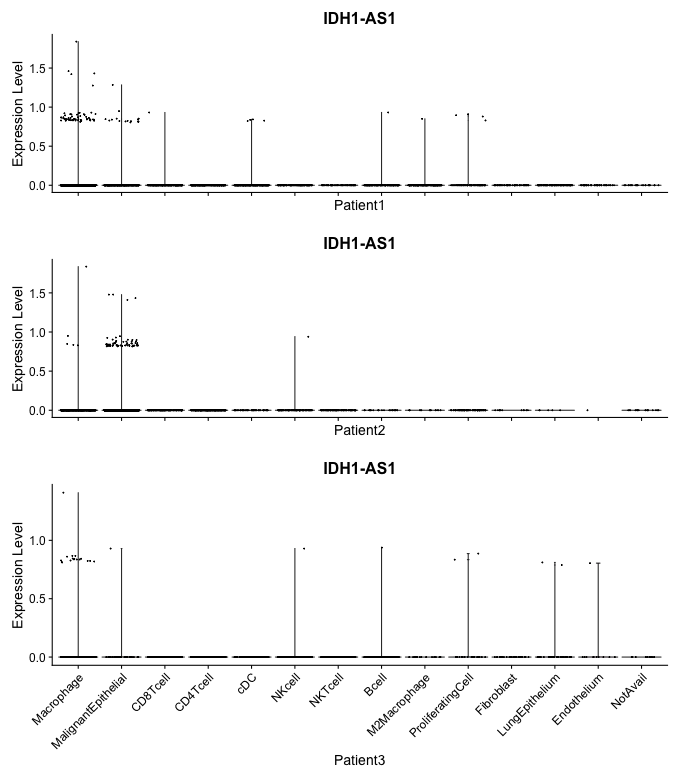 IDH1-AS1
Expression Level
1.5
1.0
0.5
0.0
Patient1
IDH1-AS1
Expression Level
1.5
1.0
0.5
0.0
Patient2
IDH1-AS1
Expression Level
1.0
0.5
0.0
Macrophage
MalignantEpithelial
CD8Tcell
CD4Tcell
cDC
NKcell
NKTcell
Bcell
M2Macrophage
ProliferatingCell
Fibroblast
LungEpithelium
Endothelium
NotAvail
Patient3